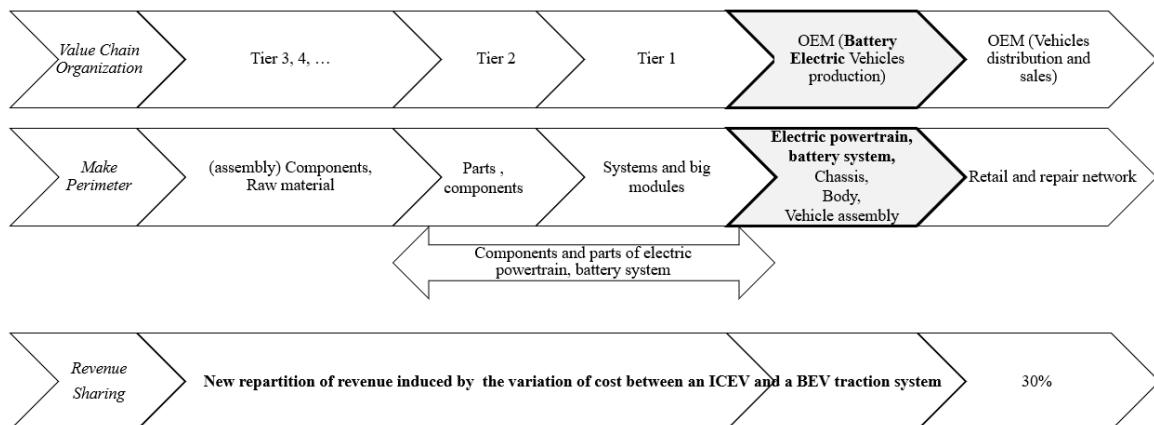 Value Chain
Organization
Tier 3, 4, …
Tier 2
Tier 1
OEM (Battery
Electric Vehicles
production)
OEM (Vehicles
distribution and
sales)
Make
Perimeter
(assembly) Components,
Raw material
Parts ,
components
Systems and big
modules
Electric powertrain,
battery system,
Chassis,
Body,
Vehicle assembly
Retail and repair network
Components and parts of electric
powertrain, battery system
Revenue
Sharing
New repartition of revenue induced by the variation of cost between an ICEV and a BEV traction system
30%